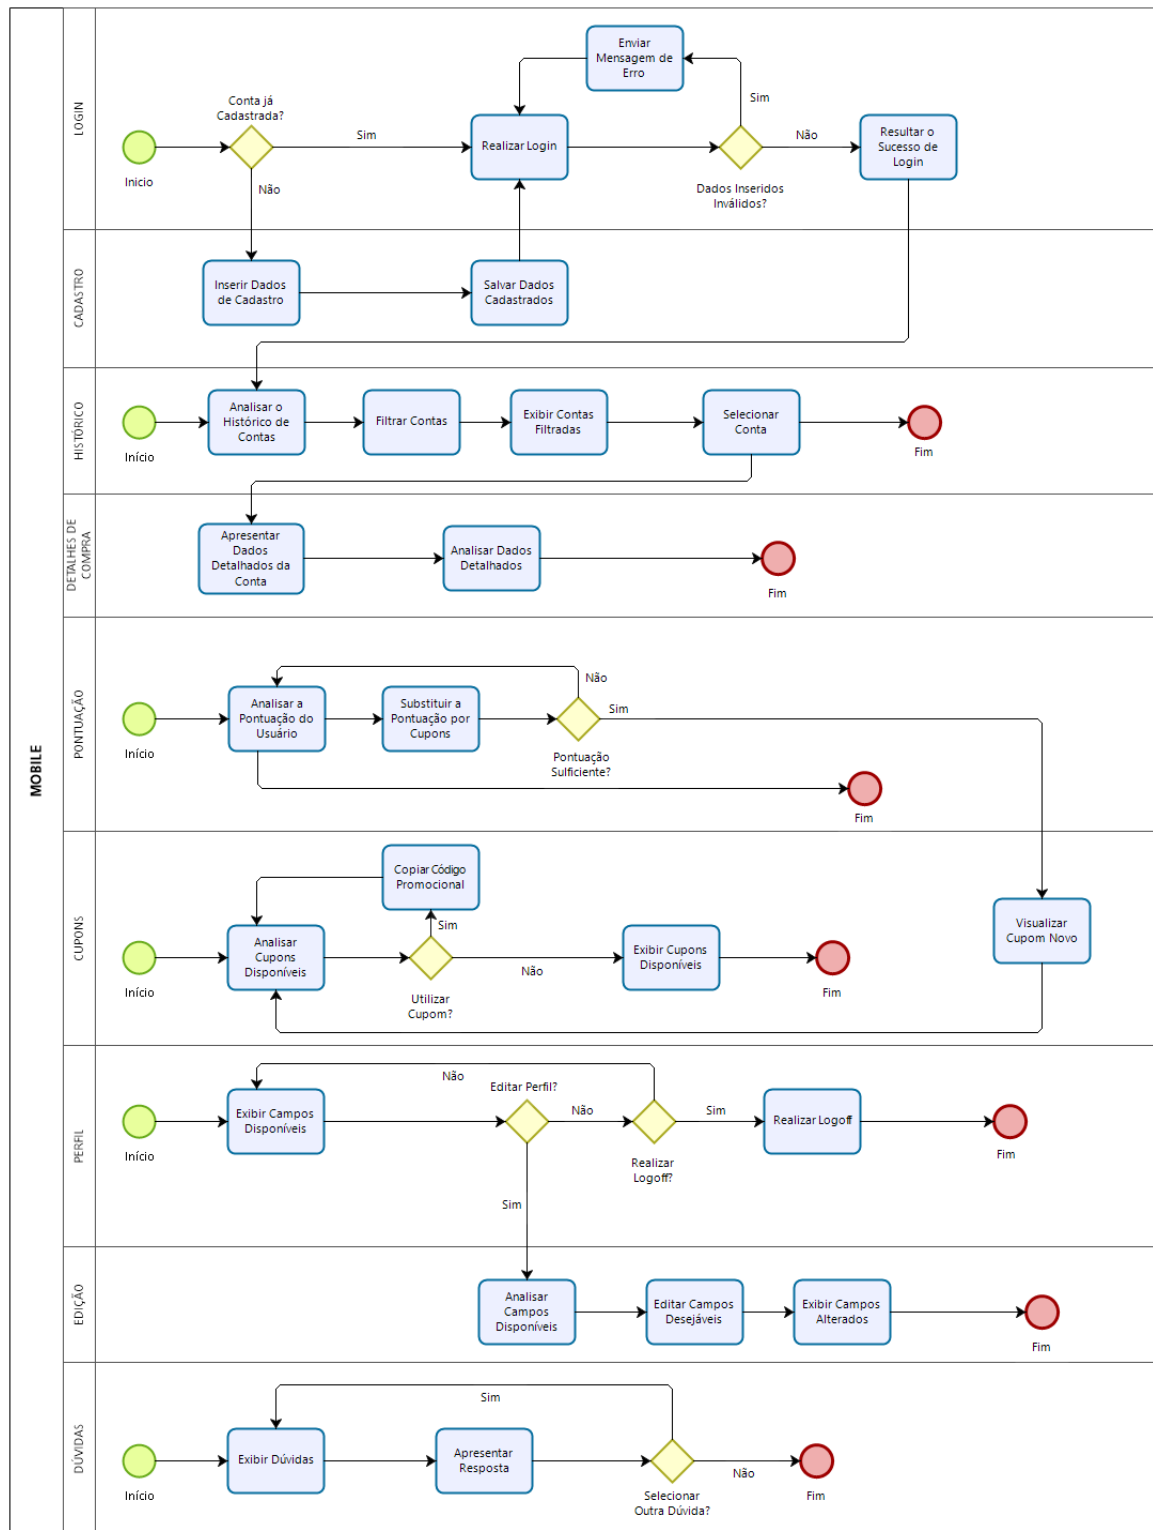 MOBILE
LOGIN
Enviar
Mensagem de
Erro
Conta já
Cadastrada?
Sim
Sim
Realizar Login
Não
Resultar o
Sucesso de
Login
Inicio
Não
Dados Inseridos
Inválidos?
CADASTRO
Inserir Dados
de Cadastro
Salvar Dados
Cadastrados
HISTÓRICO
Analisar o
Histórico de
Contas
Filtrar Contas
Exibir Contas
Filtradas
Selecionar
Conta
Início
Fim
DETALHES DE
COMPRA
Apresentar
Dados
Detalhados da
Conta
Analisar Dados
Detalhados
Fim
PONTUAÇÃO
Não
Analisar a
Pontuação do
Usuário
Substituir a
Pontuação por
Cupons
Sim
Início
Pontuação
Sulficiente?
Fim
CUPONS
Copiar Código
Promocional
Sim
Analisar
Cupons
Disponíveis
Visualizar
Cupom Novo
Exibir Cupons
Disponíveis
Não
Início
Utilizar
Cupom?
Fim
PERFIL
Não
Editar Perfil?
Exibir Campos
Disponíveis
Não
Sim
Realizar Logoff
Início
Realizar
Logoff?
Fim
Sim
EDIÇÃO
Analisar
Campos
Disponíveis
Editar Campos
Desejáveis
Exibir Campos
Alterados
Fim
DÚVIDAS
Sim
Exibir Dúvidas
Apresentar
Resposta
Não
Início
Selecionar
Outra Dúvida?
Fim